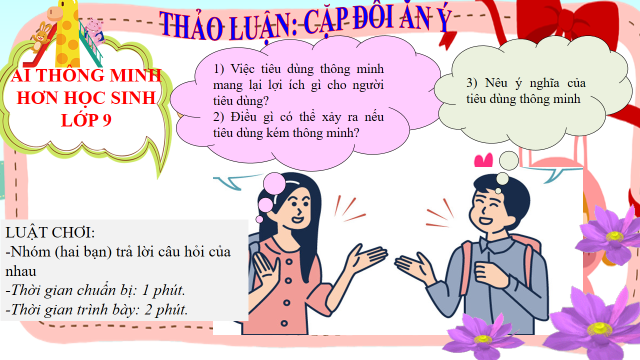 THẢO LUẬN: CẶP ĐÔI ĂN Ý
AI THÔNG MINH
HƠN HỌC SINH
LỚP 9
1) Việc tiêu dùng thông minh
mang lại lợi ích gì cho người
tiêu dùng?
2) Điều gì có thể xảy ra nếu
tiêu dùng kém thông minh?
3) Nêu ý nghĩa của
tiêu dùng thông minh
LUẬT CHƠI:
-Nhóm (hai bạn) trả lời câu hỏi của
nhau
-Thời gian chuẩn bị: 1 phút.
-Thời gian trình bày: 2 phút.